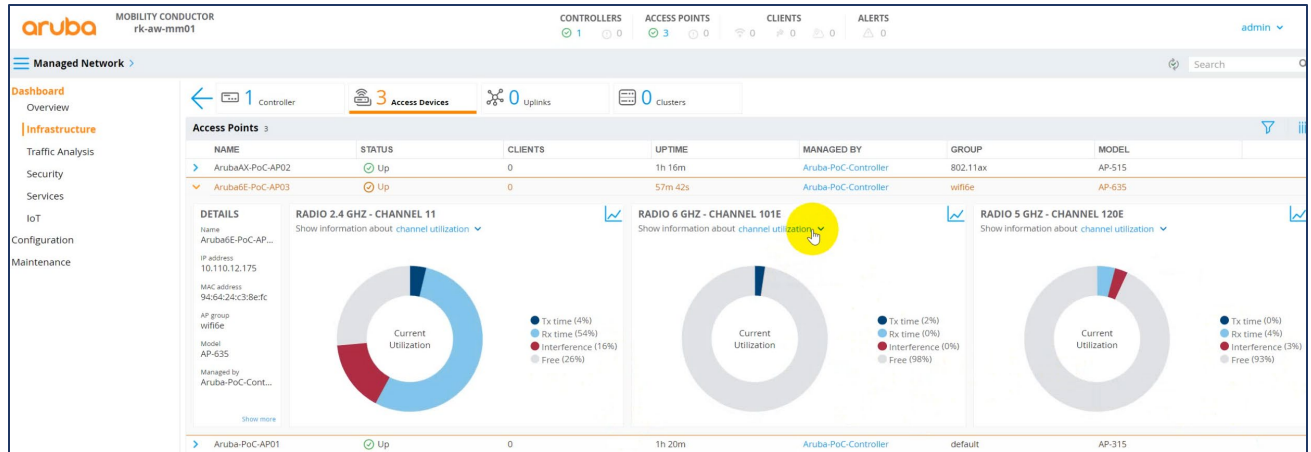 aruba
MOBILITY CONDUCTOR
rk-aw-mm01
CONTROLLERS
1 0
ACCESS POINTS
3 0
CLIENTS
0 0 0
ALERTS
0
admin
Managed Network >
Search
Dashboard
Overview
Infrastructure
Traffic Analysis
Security
Services
IoT
Configuration
Maintenance
1 Controller
3 Access Devices
0 Uplinks
0 Clusters
Access Points 3
NAME STATUS CLIENTS UPTIME MANAGED BY GROUP MODEL
ArubaAX-PoC-AP02 Up 0 1h 16m Aruba-PoC-Controller 802.11ax AP-515
Aruba6E-PoC-AP03 Up 0 57m 42s Aruba-PoC-Controller wifi6e AP-635
DETAILS
Name
Aruba6E-PoC-AP...
IP address
10.110.12.175
MAC address
94:64:24:c3:8e:fc
AP group
wifi6e
Model
AP-635
Managed by
Aruba-PoC-Cont...
Show more
RADIO 2.4 GHZ - CHANNEL 11
Show information about channel utilization
Current
Utilization
Tx time (4%)
Rx time (54%)
Interference (16%)
Free (26%)
RADIO 6 GHZ - CHANNEL 101E
Show information about channel utilization
Current
Utilization
Tx time (2%)
Rx time (0%)
Interference (0%)
Free (98%)
RADIO 5 GHZ - CHANNEL 120E
Show information about channel utilization
Current
Utilization
Tx time (0%)
Rx time (4%)
Interference (3%)
Free (93%)
Aruba-PoC-AP01 Up 0 1h 20m Aruba-PoC-Controller default AP-315